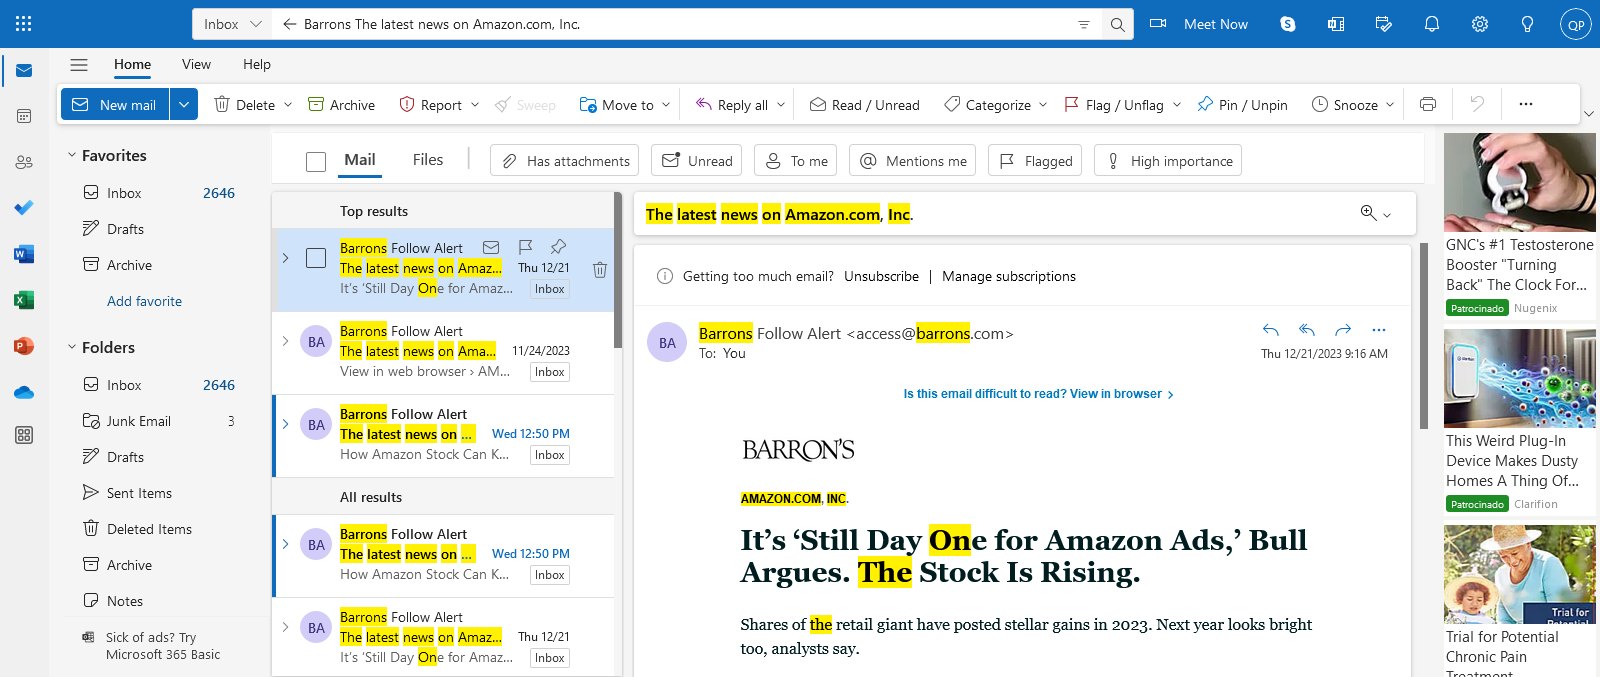 Inbox
Barrons The latest news on Amazon.com, Inc.
Meet Now
QP
Home
View
Help
New mail
Delete
Archive
Report
Sweep
Move to
Reply all
Read / Unread
Categorize
Flag / Unflag
Pin / Unpin
Snooze
Favorites
Inbox
2646
Drafts
Archive
Add favorite
Folders
Inbox
2646
Junk Email
3
Drafts
Sent Items
Deleted Items
Archive
Notes
Sick of ads? Try
Microsoft 365 Basic
Mail
Files
Has attachments
Unread
To me
Mentions me
Flagged
High importance
Top results
Barrons Follow Alert
The latest news on Amaz...
Thu 12/21
It's ‘Still Day One for Amaz...
Inbox
BA
Barrons Follow Alert
The latest news on Ama...
11/24/2023
View in web browser › AM...
Inbox
BA
Barrons Follow Alert
The latest news on ...
Wed 12:50 PM
How Amazon Stock Can K...
Inbox
All results
BA
Barrons Follow Alert
The latest news on ...
Wed 12:50 PM
How Amazon Stock Can K...
Inbox
BA
Barrons Follow Alert
The latest news on Amaz...
Thu 12/21
It's ‘Still Day One for Amaz...
Inbox
The latest news on Amazon.com, Inc.
Getting too much email? Unsubscribe | Manage subscriptions
BA
Barrons Follow Alert <access@barrons.com>
To: You
Thu 12/21/2023 9:16 AM
Is this email difficult to read? View in browser ›
BARRON'S
AMAZON.COM, INC.
It’s ‘Still Day One for Amazon Ads,’ Bull
Argues. The Stock Is Rising.
Shares of the retail giant have posted stellar gains in 2023. Next year looks bright
too, analysts say.
GNC's #1 Testosterone
Booster "Turning
Back" The Clock For...
Patrocinado
Nugenix
This Weird Plug-In
Device Makes Dusty
Homes A Thing Of...
Patrocinado
Clarifion
Trial for
Potential
Trial for Potential
Chronic Pain
Treatment